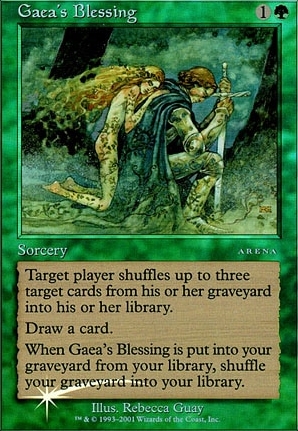 Gaea's Blessing 1
Sorcery ARENA
Target player shuffles up to three
target cards from his or her graveyard
into his or her library.
Draw a card.
When Gaea's Blessing is put into your
graveyard from your library, shuffle
your graveyard into your library.
Illus. Rebecca Guay
™ & © 1993–2001 Wizards of the Coast, Inc.